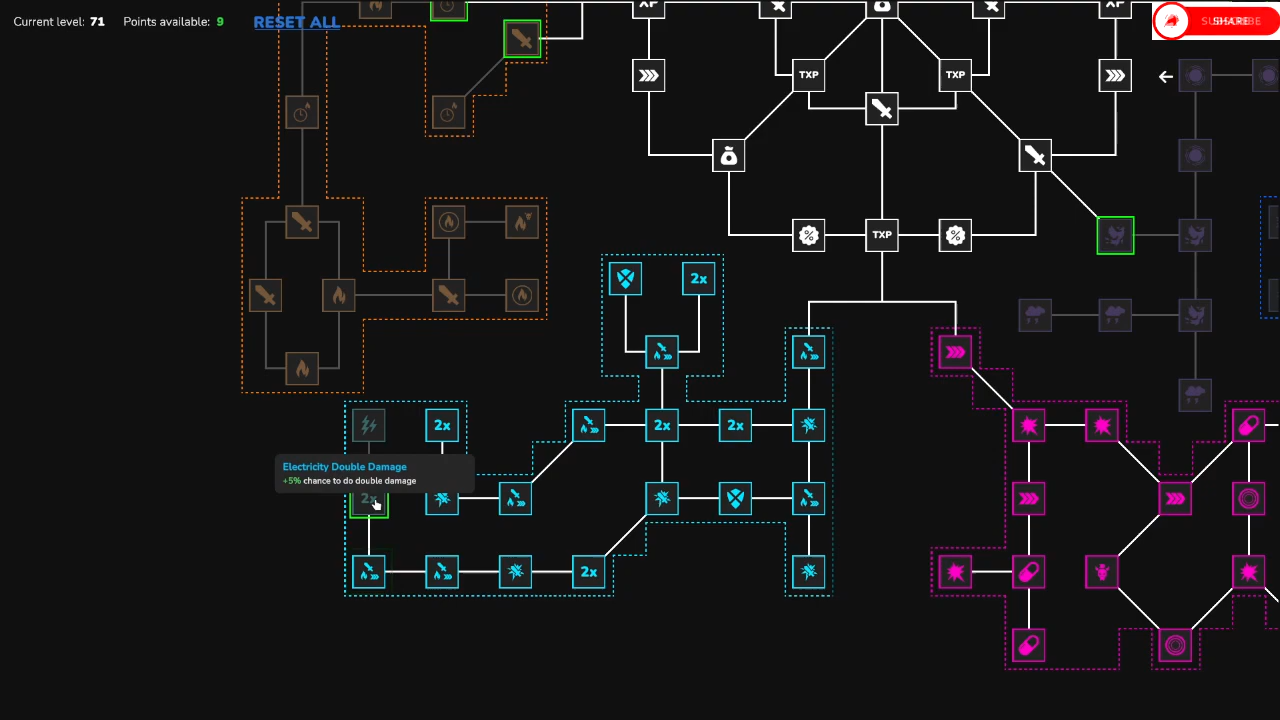 Current level: 71
Points available: 9
RESET ALL
XP
XP
TXP
TXP
TXP
2x
2x
2x
2x
Electricity Double Damage
+5% chance to do double damage
2x
2x